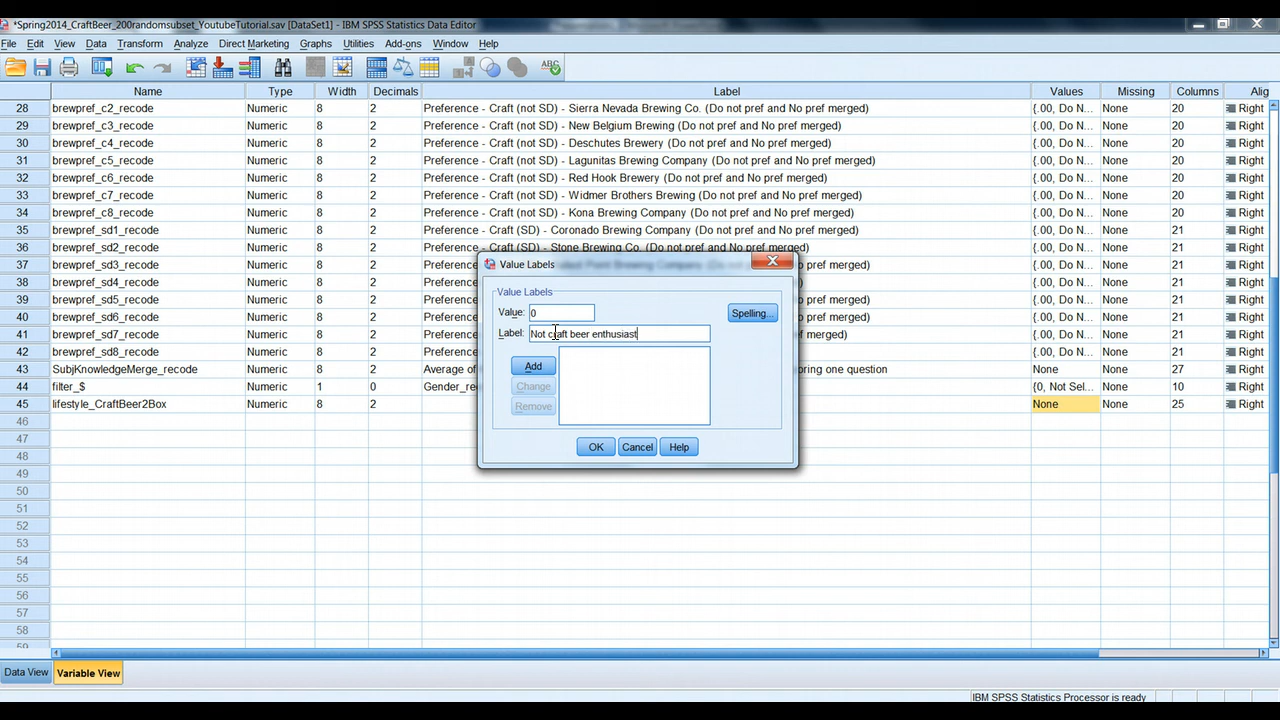 *Spring2014_CraftBeer_200randomsubset_YoutubeTutorial.sav [DataSet1] - IBM SPSS Statistics Data Editor
File Edit View Data Transform Analyze Direct Marketing Graphs Utilities Add-ons Window Help
Name Type Width Decimals Label Values Missing Columns Alig
28 brewpref_c2_recode Numeric 8 2 Preference - Craft (not SD) - Sierra Nevada Brewing Co. (Do not pref and No pref merged) {.00, Do N... None 20 Right
29 brewpref_c3_recode Numeric 8 2 Preference - Craft (not SD) - New Belgium Brewing (Do not pref and No pref merged) {.00, Do N... None 20 Right
30 brewpref_c4_recode Numeric 8 2 Preference - Craft (not SD) - Deschutes Brewery (Do not pref and No pref merged) {.00, Do N... None 20 Right
31 brewpref_c5_recode Numeric 8 2 Preference - Craft (not SD) - Lagunitas Brewing Company (Do not pref and No pref merged) {.00, Do N... None 20 Right
32 brewpref_c6_recode Numeric 8 2 Preference - Craft (not SD) - Red Hook Brewery (Do not pref and No pref merged) {.00, Do N... None 20 Right
33 brewpref_c7_recode Numeric 8 2 Preference - Craft (not SD) - Widmer Brothers Brewing (Do not pref and No pref merged) {.00, Do N... None 20 Right
34 brewpref_c8_recode Numeric 8 2 Preference - Craft (not SD) - Kona Brewing Company (Do not pref and No pref merged) {.00, Do N... None 20 Right
35 brewpref_sd1_recode Numeric 8 2 Preference - Craft (SD) - Coronado Brewing Company (Do not pref and No pref merged) {.00, Do N... None 21 Right
36 brewpref_sd2_recode Numeric 8 2 Preference - Craft (SD) - Stone Brewing Co. (Do not pref and No pref merged) {.00, Do N... None 21 Right
37 brewpref_sd3_recode Numeric 8 2 Preference pref merged) {.00, Do N... None 21 Right
38 brewpref_sd4_recode Numeric 8 2 Preference o pref merged) {.00, Do N... None 21 Right
39 brewpref_sd5_recode Numeric 8 2 Preference pref merged) {.00, Do N... None 21 Right
40 brewpref_sd6_recode Numeric 8 2 Preference pref merged) {.00, Do N... None 21 Right
41 brewpref_sd7_recode Numeric 8 2 Preference merged) {.00, Do N... None 21 Right
42 brewpref_sd8_recode Numeric 8 2 Preference {.00, Do N... None 21 Right
43 SubjKnowledgeMerge_recode Numeric 8 2 Average of oring one question None None 27 Right
44 filter_$ Numeric 1 0 Gender_re {0, Not Sel... None 10 Right
45 lifestyle_CraftBeer2Box Numeric 8 2 None None 25 Right
46
47
48
49
50
51
52
53
54
55
56
57
58
59
Value Labels
Value Labels
Value: 0
Spelling...
Label: Not craft beer enthusiast
Add
Change
Remove
OK Cancel Help
Data View Variable View
IBM SPSS Statistics Processor is ready